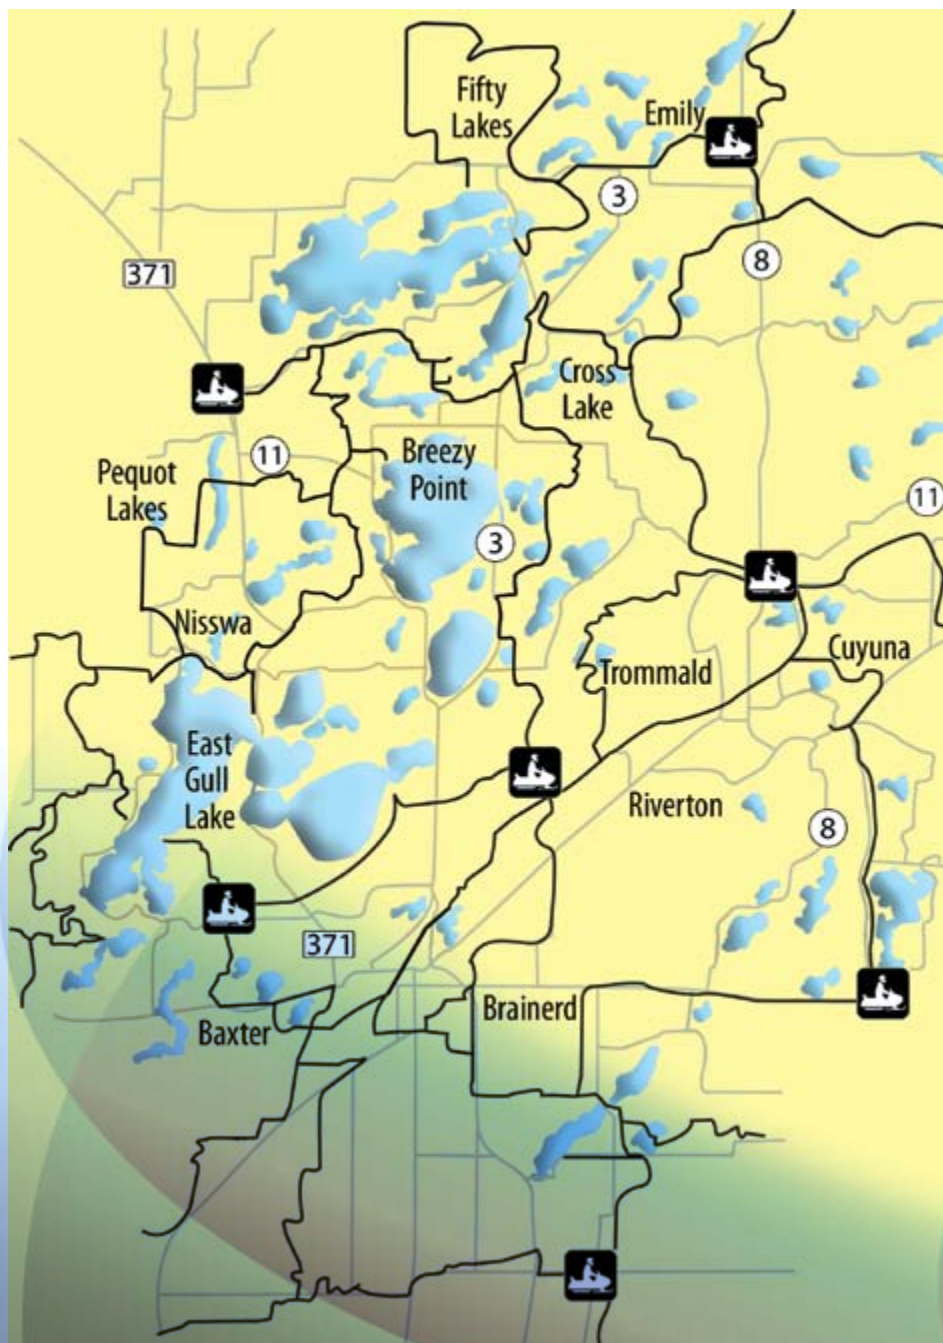 Fifty
Lakes
Emily
3
8
371
Cross
Lake
11
Pequot
Lakes
Breezy
Point
11
3
Nisswa
Trommald
Cuyuna
East
Gull
Lake
Riverton
8
371
Baxter
Brainerd